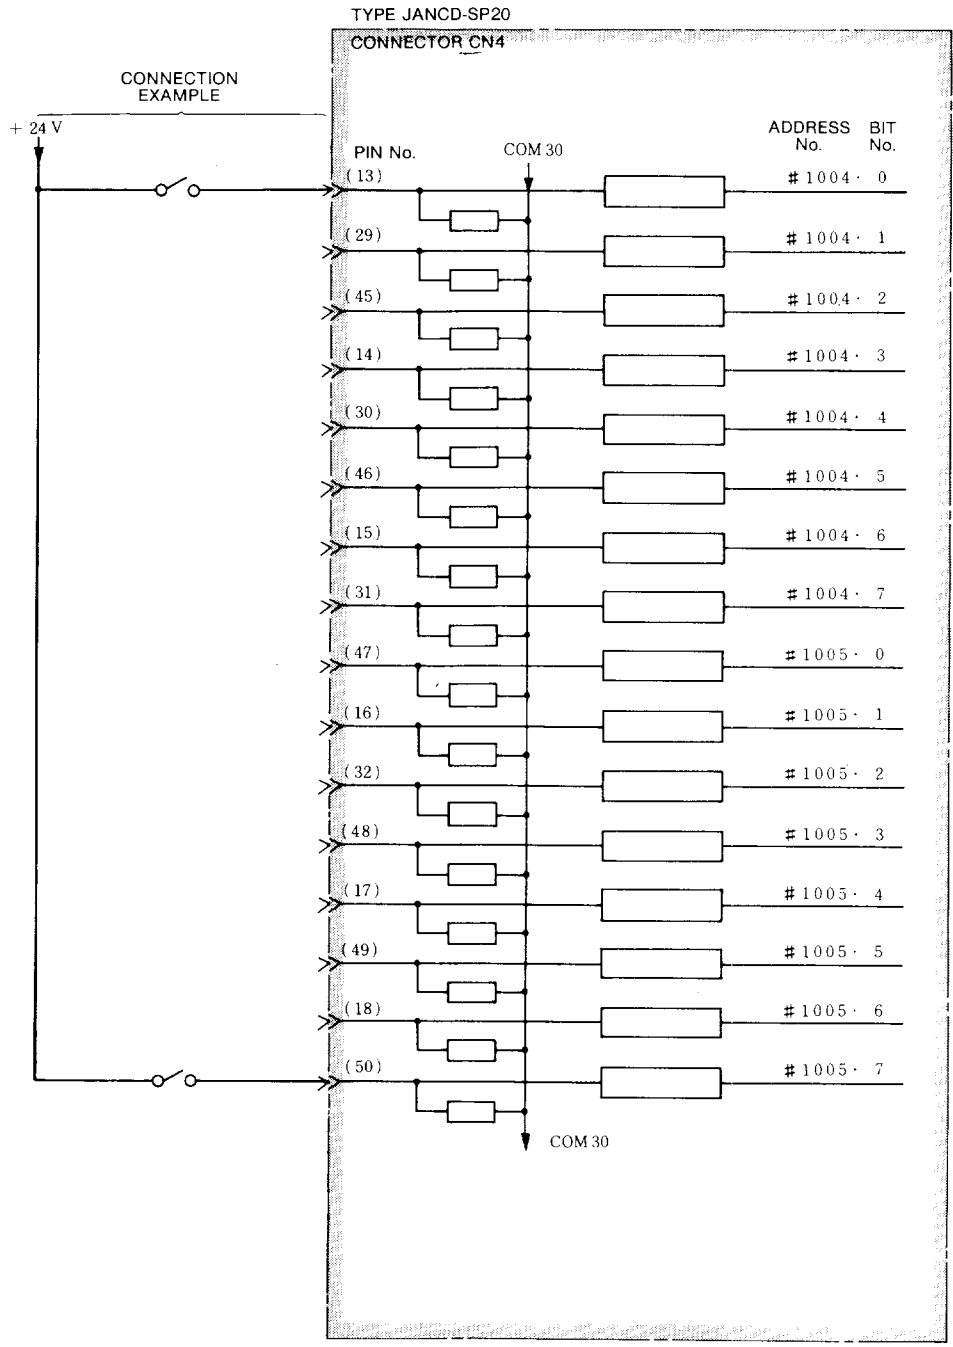 TYPE JANCD-SP20
CONNECTOR CN4
CONNECTION
EXAMPLE
+ 24 V
ADDRESS BIT
No. No.
PIN No.
COM 30
(13) # 1004 · 0
(29) # 1004 · 1
(45) # 1004 · 2
(14) # 1004 · 3
(30) # 1004 · 4
(46) # 1004 · 5
(15) # 1004 · 6
(31) # 1004 · 7
(47) # 1005 · 0
(16) # 1005 · 1
(32) # 1005 · 2
(48) # 1005 · 3
(17) # 1005 · 4
(49) # 1005 · 5
(18) # 1005 · 6
(50) # 1005 · 7
COM 30